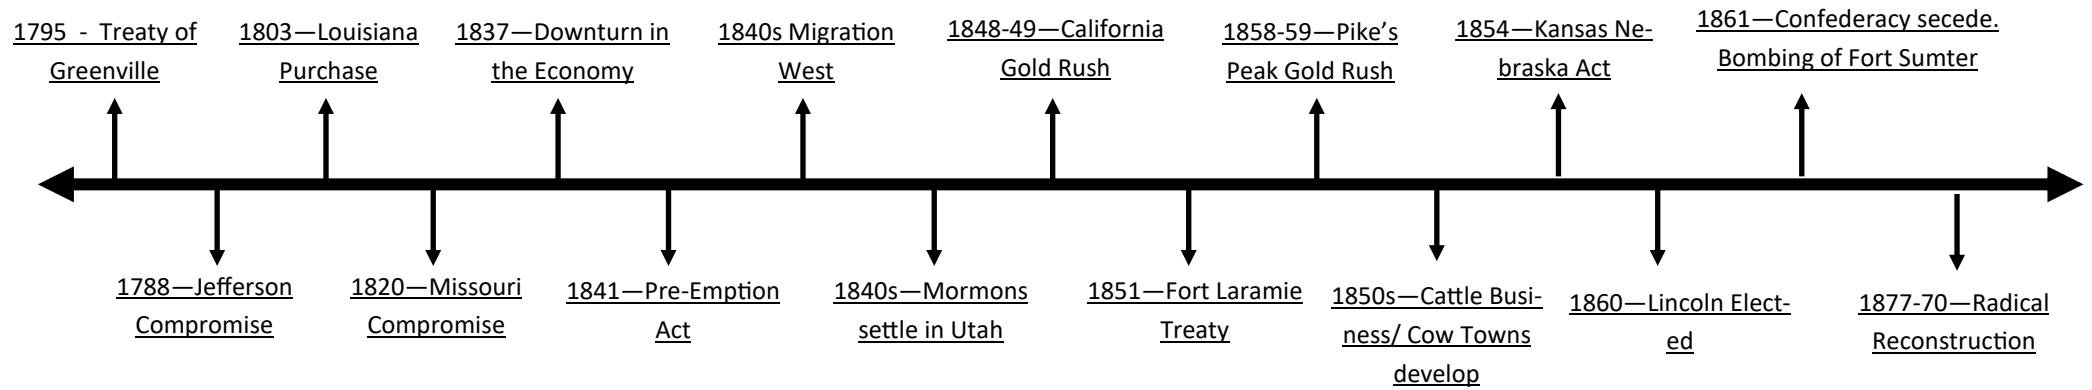 1795 - Treaty of
Greenville
1803—Louisiana
Purchase
1837—Downturn in
the Economy
1840s Migration
West
1848-49—California
Gold Rush
1858-59—Pike’s
Peak Gold Rush
1854—Kansas Ne-
braska Act
1861—Confederacy secede.
Bombing of Fort Sumter
1788—Jefferson
Compromise
1820—Missouri
Compromise
1841—Pre-Emption
Act
1840s—Mormons
settle in Utah
1851—Fort Laramie
Treaty
1850s—Cattle Busi-
ness/ Cow Towns
develop
1860—Lincoln Elect-
ed
1877-70—Radical
Reconstruction